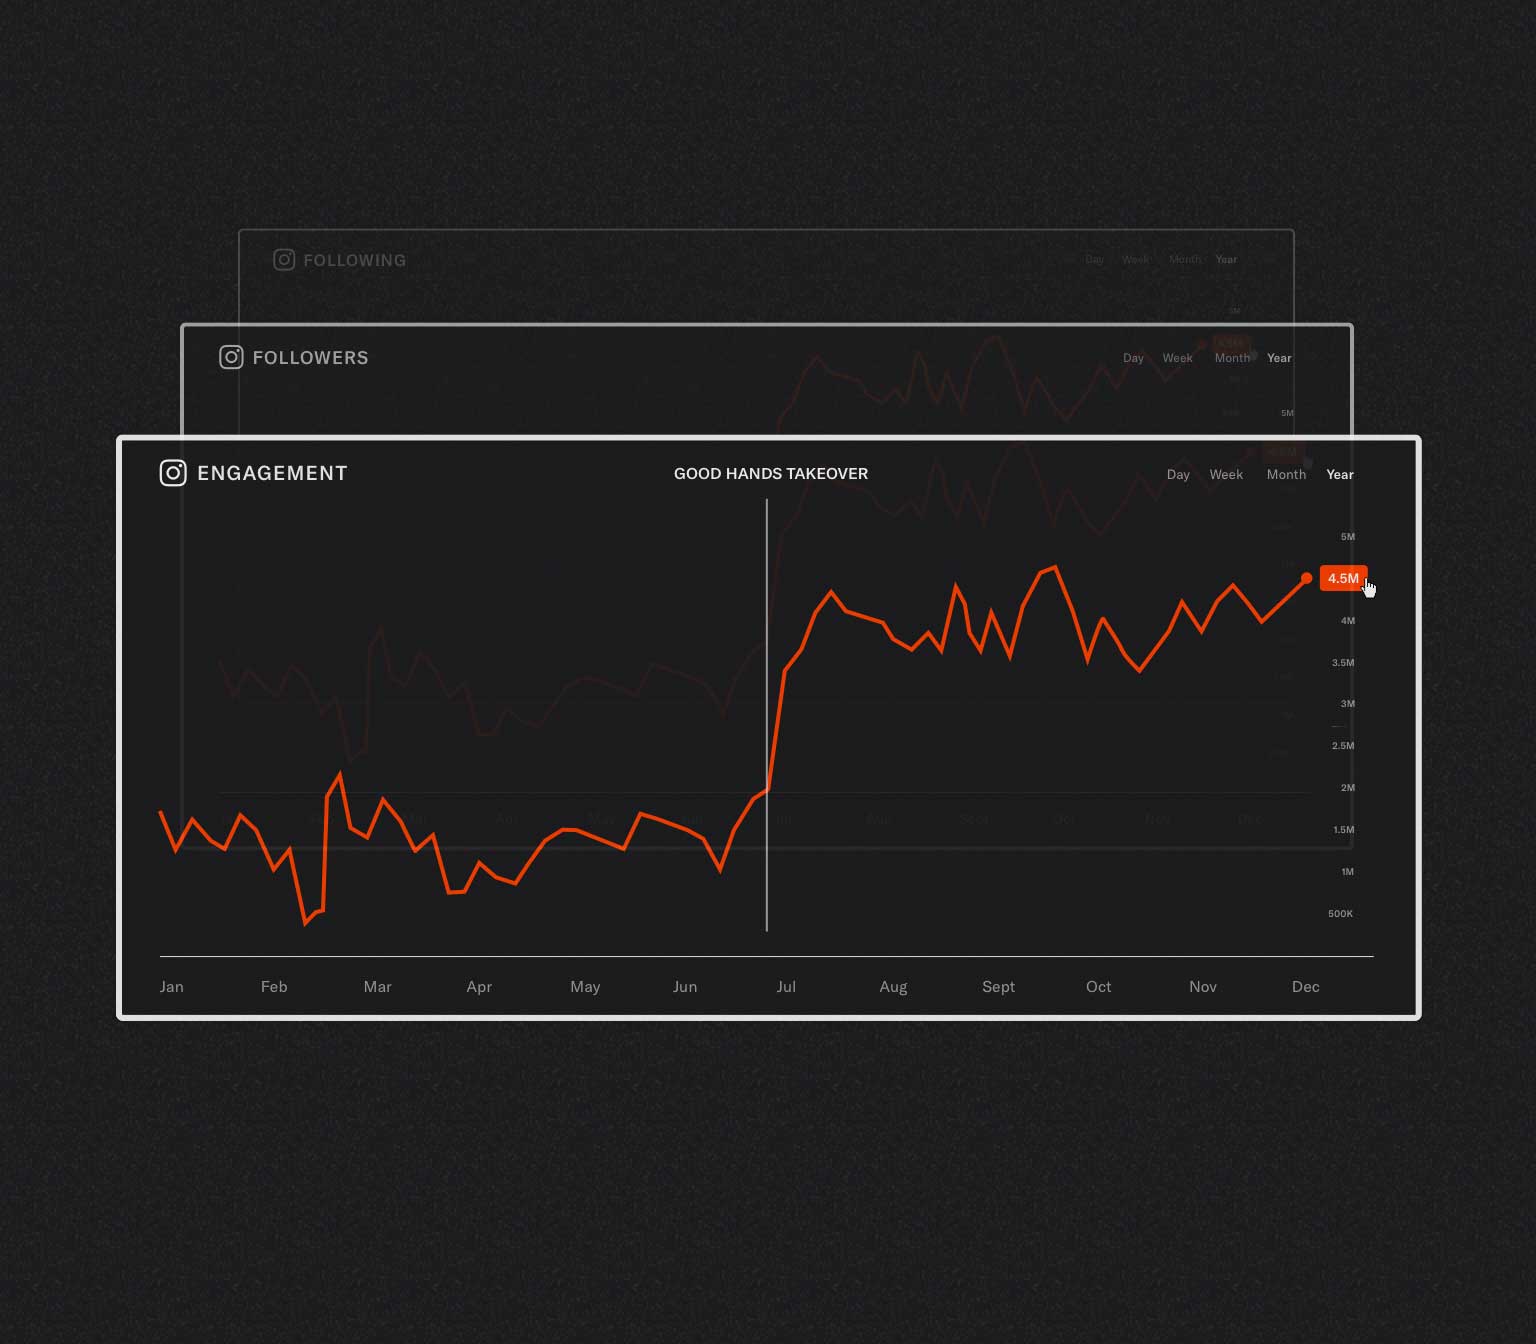 FOLLOWING
Day Week Month Year
5M
FOLLOWERS
Day Week Month Year
5M
ENGAGEMENT
GOOD HANDS TAKEOVER
Day Week Month Year
5M
4.5M
4M
3.5M
3M
2.5M
2M
1.5M
1M
500K
Jan Feb Mar Apr May Jun Jul Aug Sept Oct Nov Dec